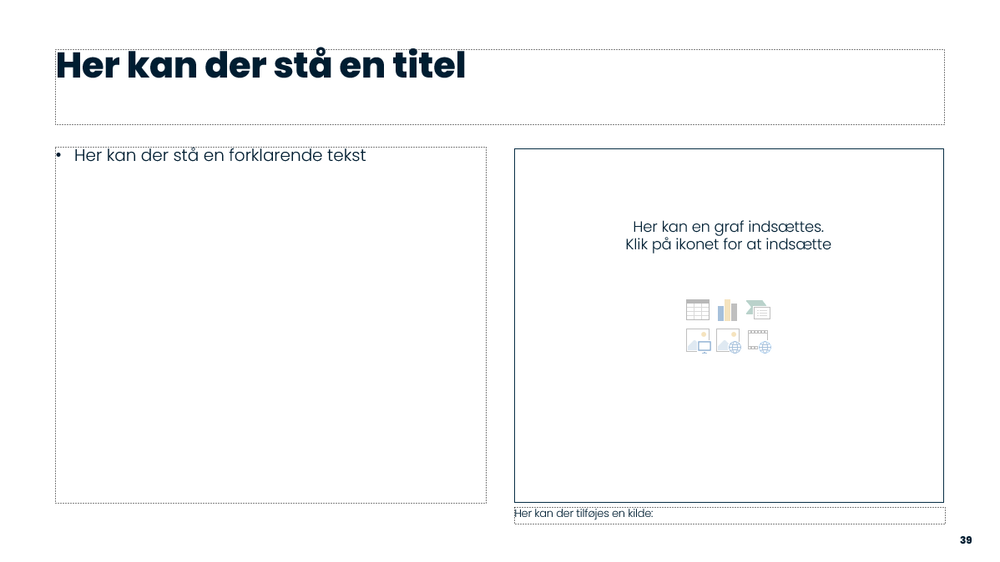 Her kan der stå en titel
• Her kan der stå en forklarende tekst
Her kan en graf indsættes.
Klik på ikonet for at indsætte
Her kan der tilføjes en kilde:
39